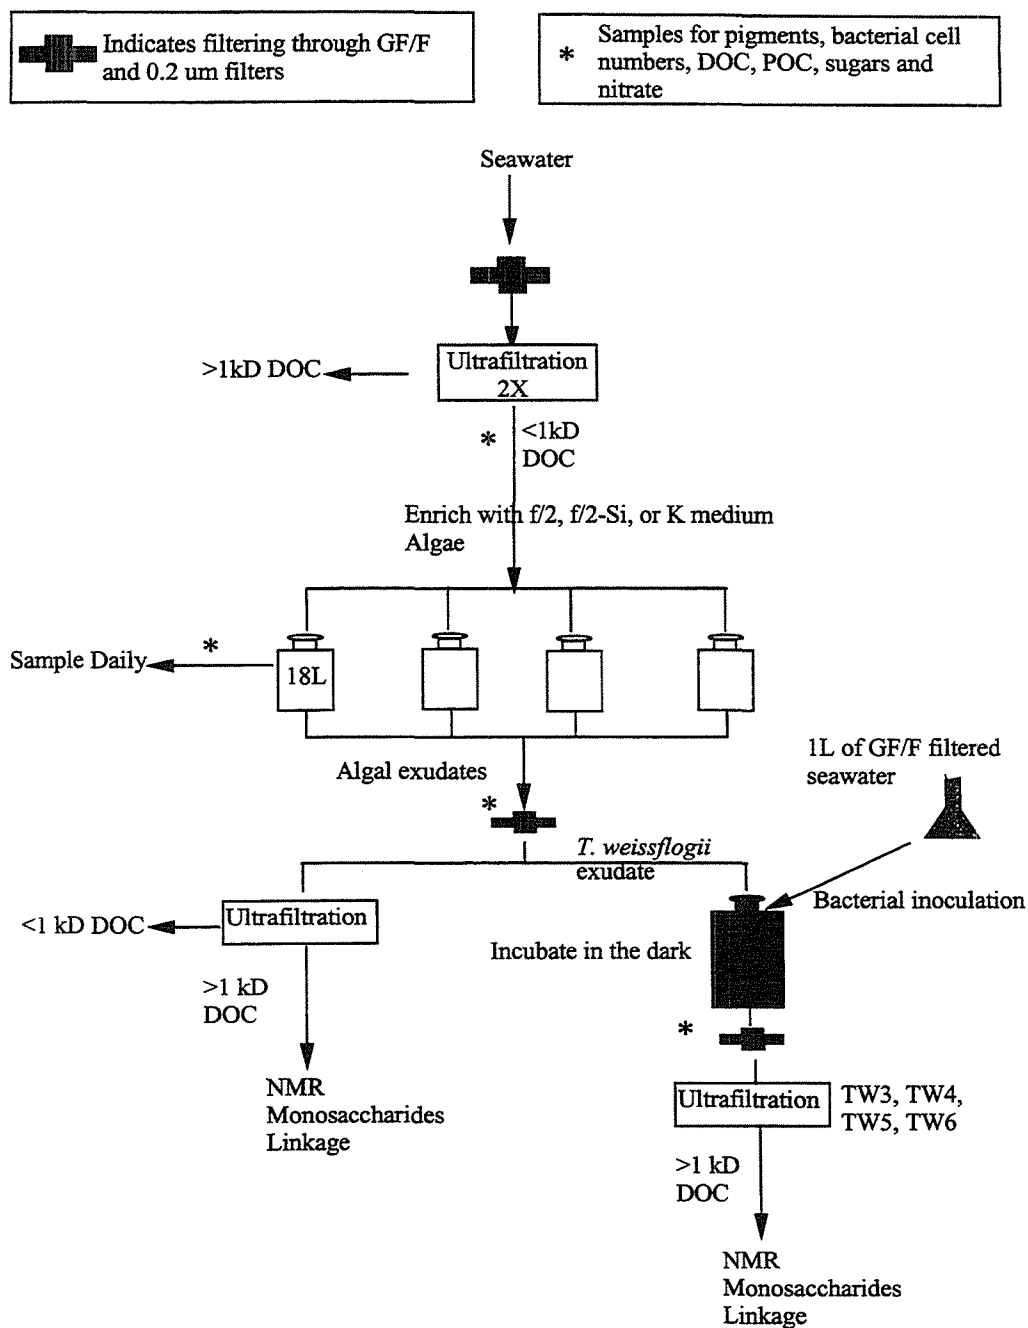 Indicates filtering through GF/F
and 0.2 um filters
* Samples for pigments, bacterial cell
numbers, DOC, POC, sugars and
nitrate
Seawater
Ultrafiltration
2X
>1kD DOC
* <1kD
DOC
Enrich with f/2, f/2-Si, or K medium
Algae
Sample Daily
*
18L
1L of GF/F filtered
seawater
Algal exudates
*
T. weissflogii
exudate
Bacterial inoculation
<1 kD DOC
Ultrafiltration
Incubate in the dark
>1 kD
DOC
*
NMR
Monosaccharides
Linkage
Ultrafiltration
TW3, TW4,
TW5, TW6
>1 kD
DOC
NMR
Monosaccharides
Linkage